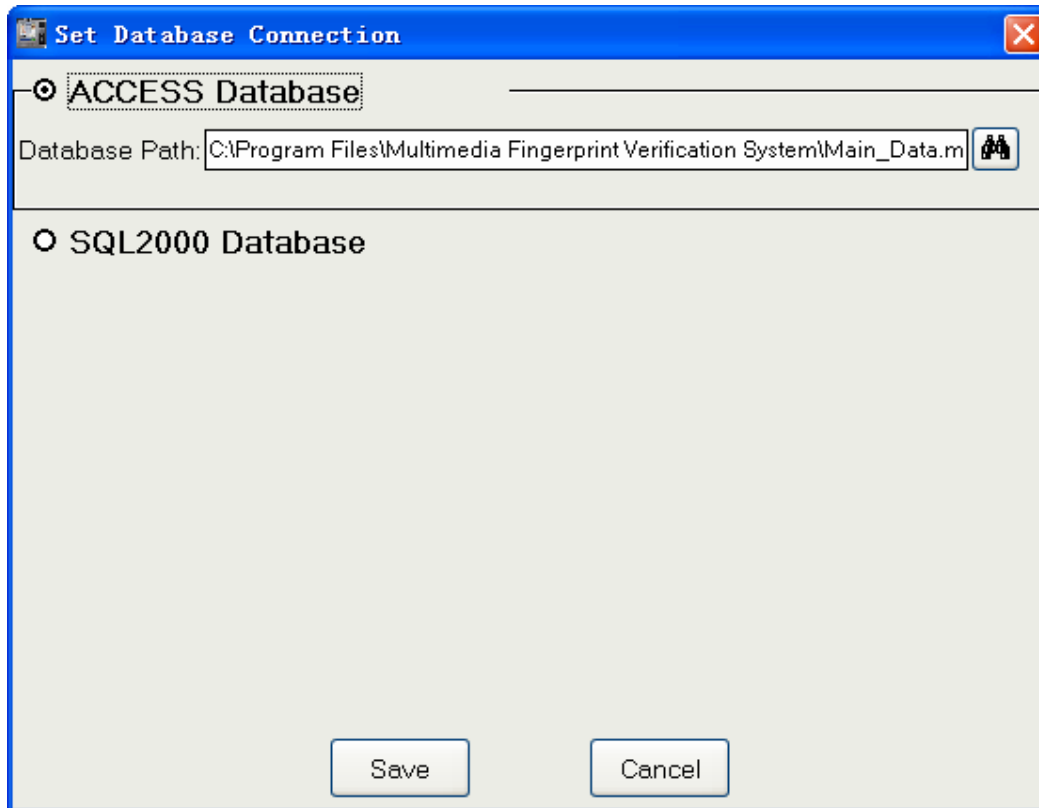 Set Database Connection
ACCESS Database
Database Path: C:\Program Files\Multimedia Fingerprint Verification System\Main_Data.m
SQL2000 Database
Save Cancel